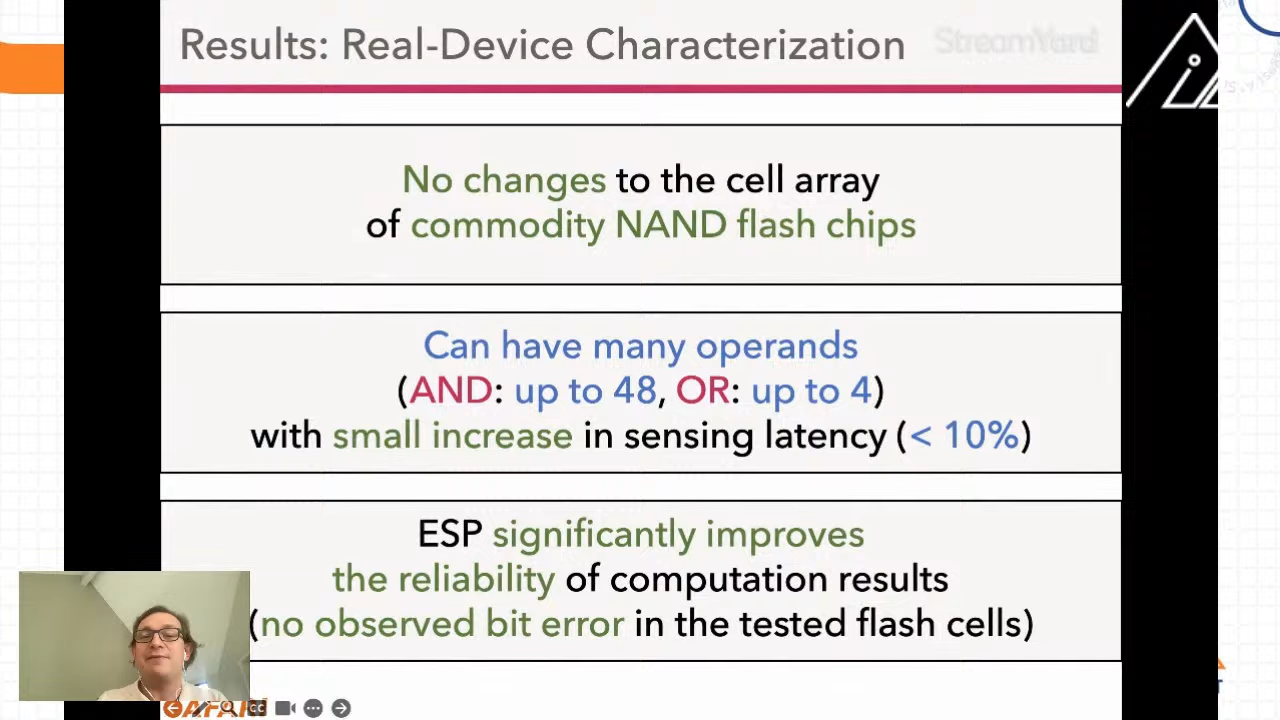 Results: Real-Device Characterization
StreamYard
No changes to the cell array
of commodity NAND flash chips
Can have many operands
(AND: up to 48, OR: up to 4)
with small increase in sensing latency (< 10%)
ESP significantly improves
the reliability of computation results
(no observed bit error in the tested flash cells)
SAFARI